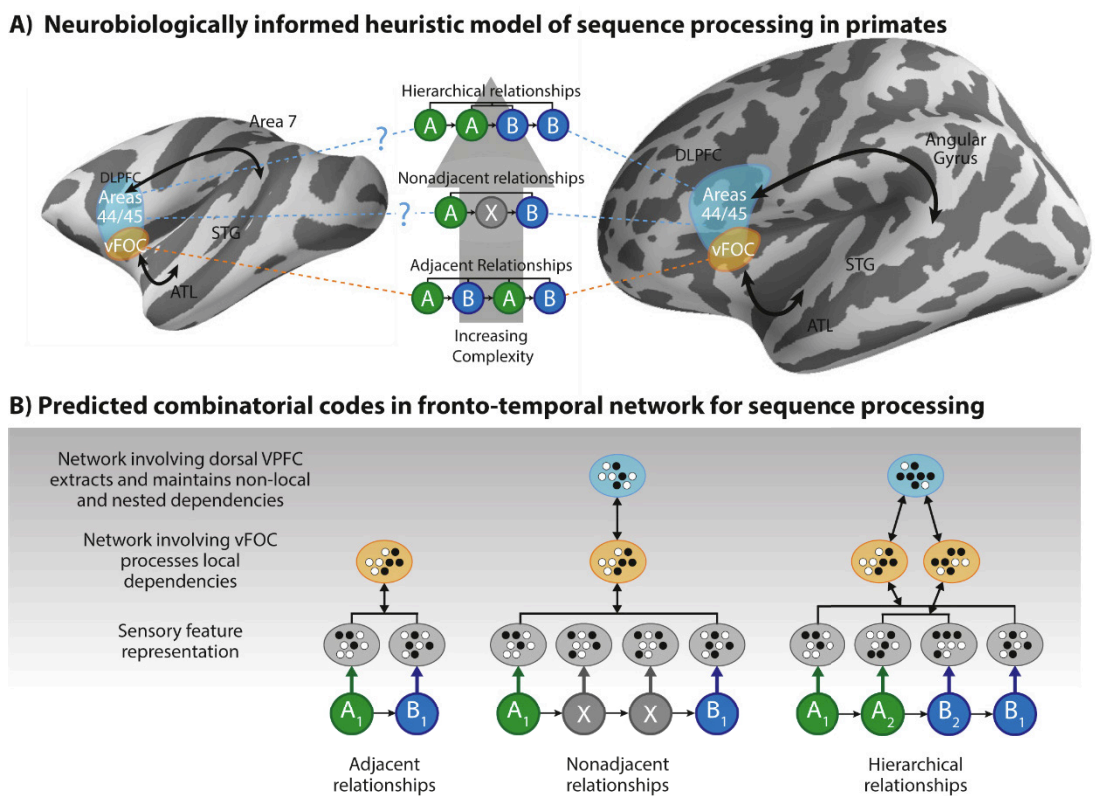 A) Neurobiologically informed heuristic model of sequence processing in primates
Hierarchical relationships
A A B B
Area 7
?
DLPFC
Areas
44/45
vFOC
STG
ATL
Nonadjacent relationships
?
A X B
Adjacent Relationships
A B A B
Increasing
Complexity
DLPFC
Areas
44/45
vFOC
Angular
Gyrus
STG
ATL
B) Predicted combinatorial codes in fronto-temporal network for sequence processing
Network involving dorsal VPFC
extracts and maintains non-local
and nested dependencies
Network involving vFOC
processes local
dependencies
Sensory feature
representation
A₁ B₁
A₁ X X B₁
A₁ A₂ B₂ B₁
Adjacent
relationships
Nonadjacent
relationships
Hierarchical
relationships